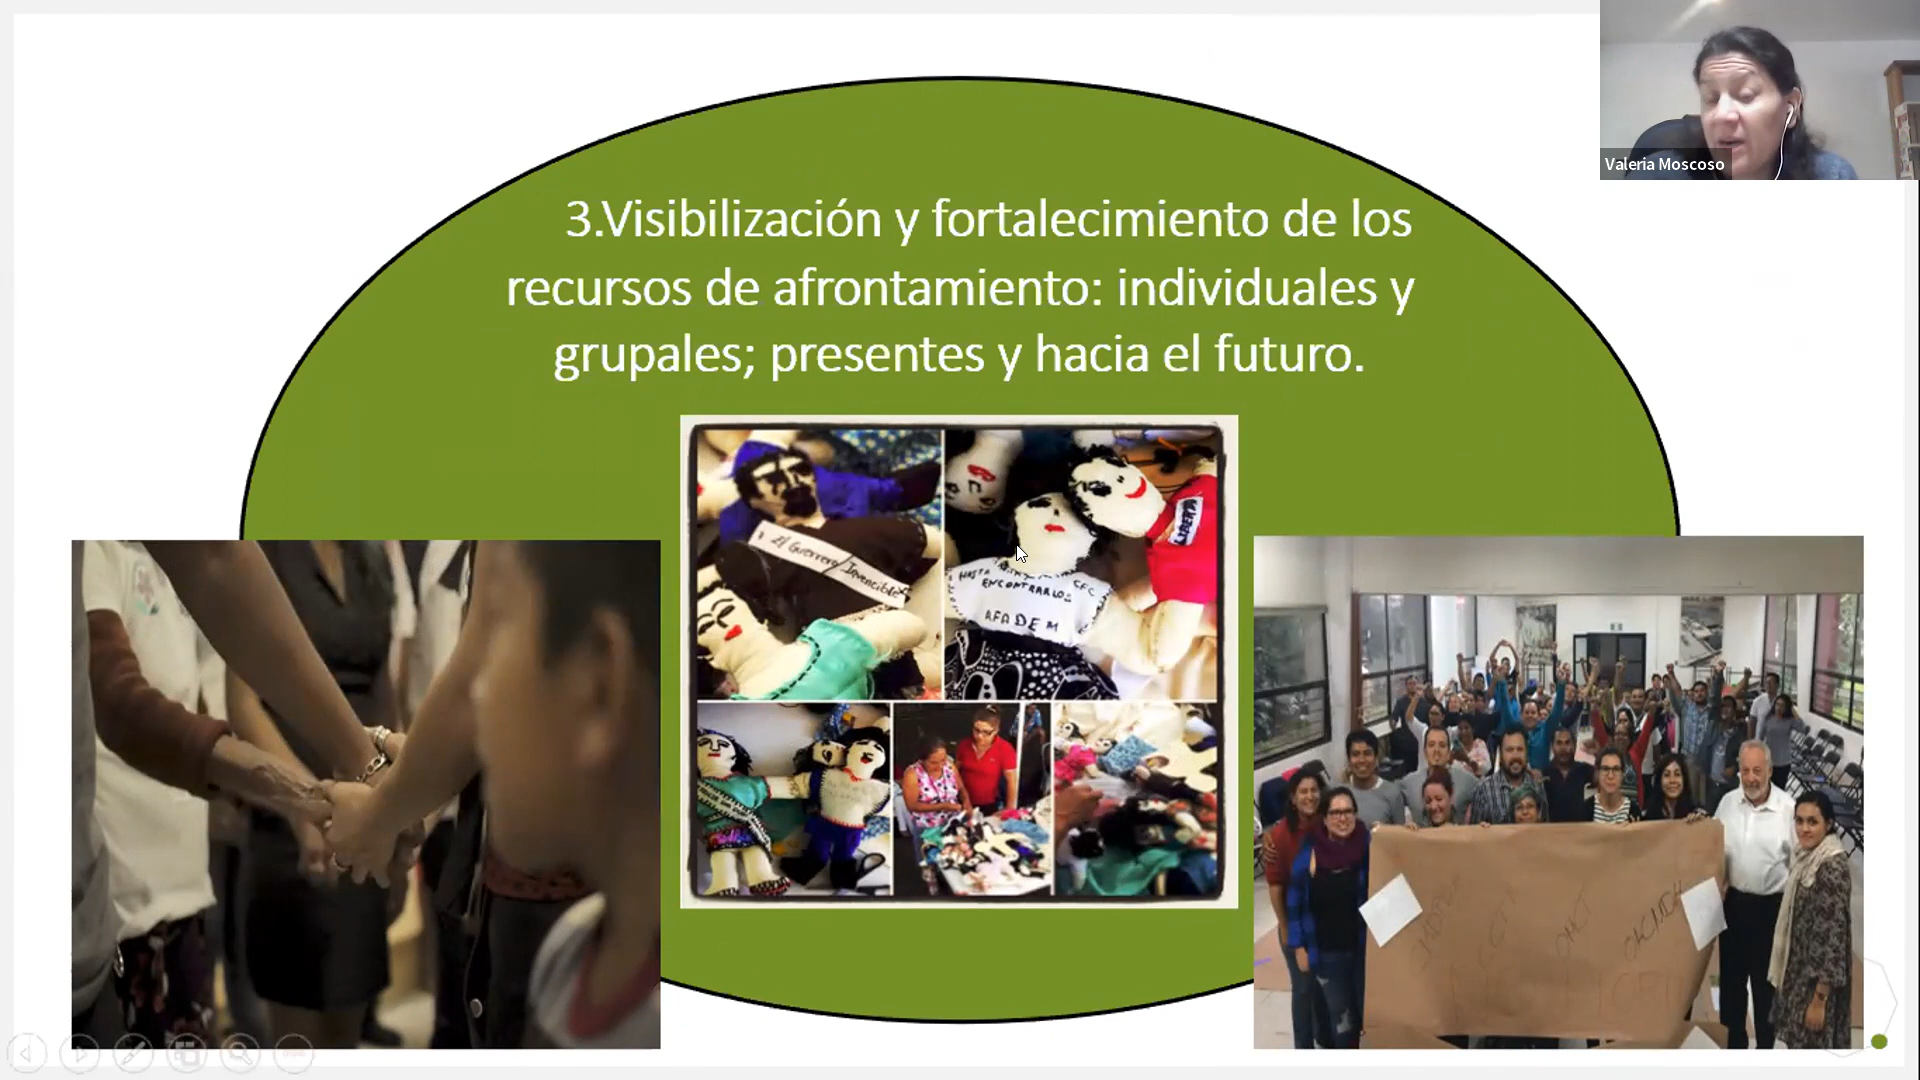 3.Visibilización y fortalecimiento de los
recursos de afrontamiento: individuales y
grupales; presentes y hacia el futuro.
Valeria Moscoso
El Guerrero Invencible
HASTA
ENCONTRARLOS
AFADEM